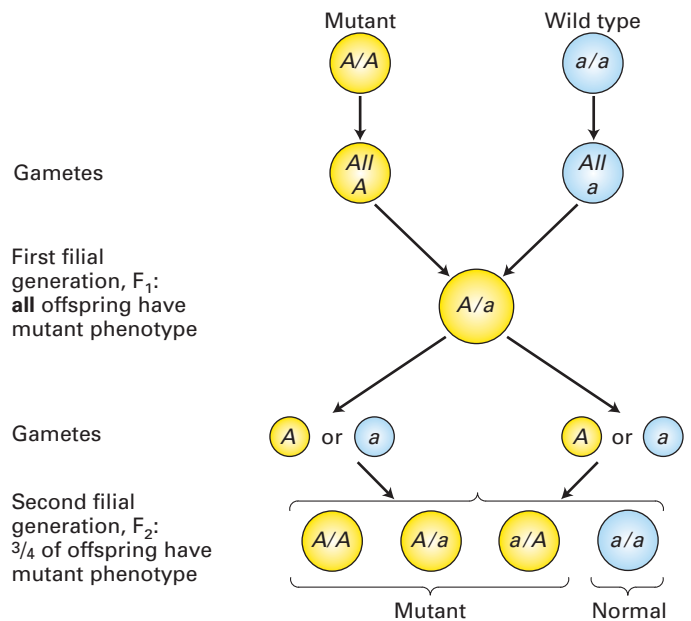 Mutant Wild type
A/A a/a
Gametes
All
A
All
a
First filial
generation, F₁:
all offspring have
mutant phenotype
A/a
Gametes
A or a A or a
Second filial
generation, F₂:
3/4 of offspring have
mutant phenotype
A/A A/a a/A a/a
Mutant Normal